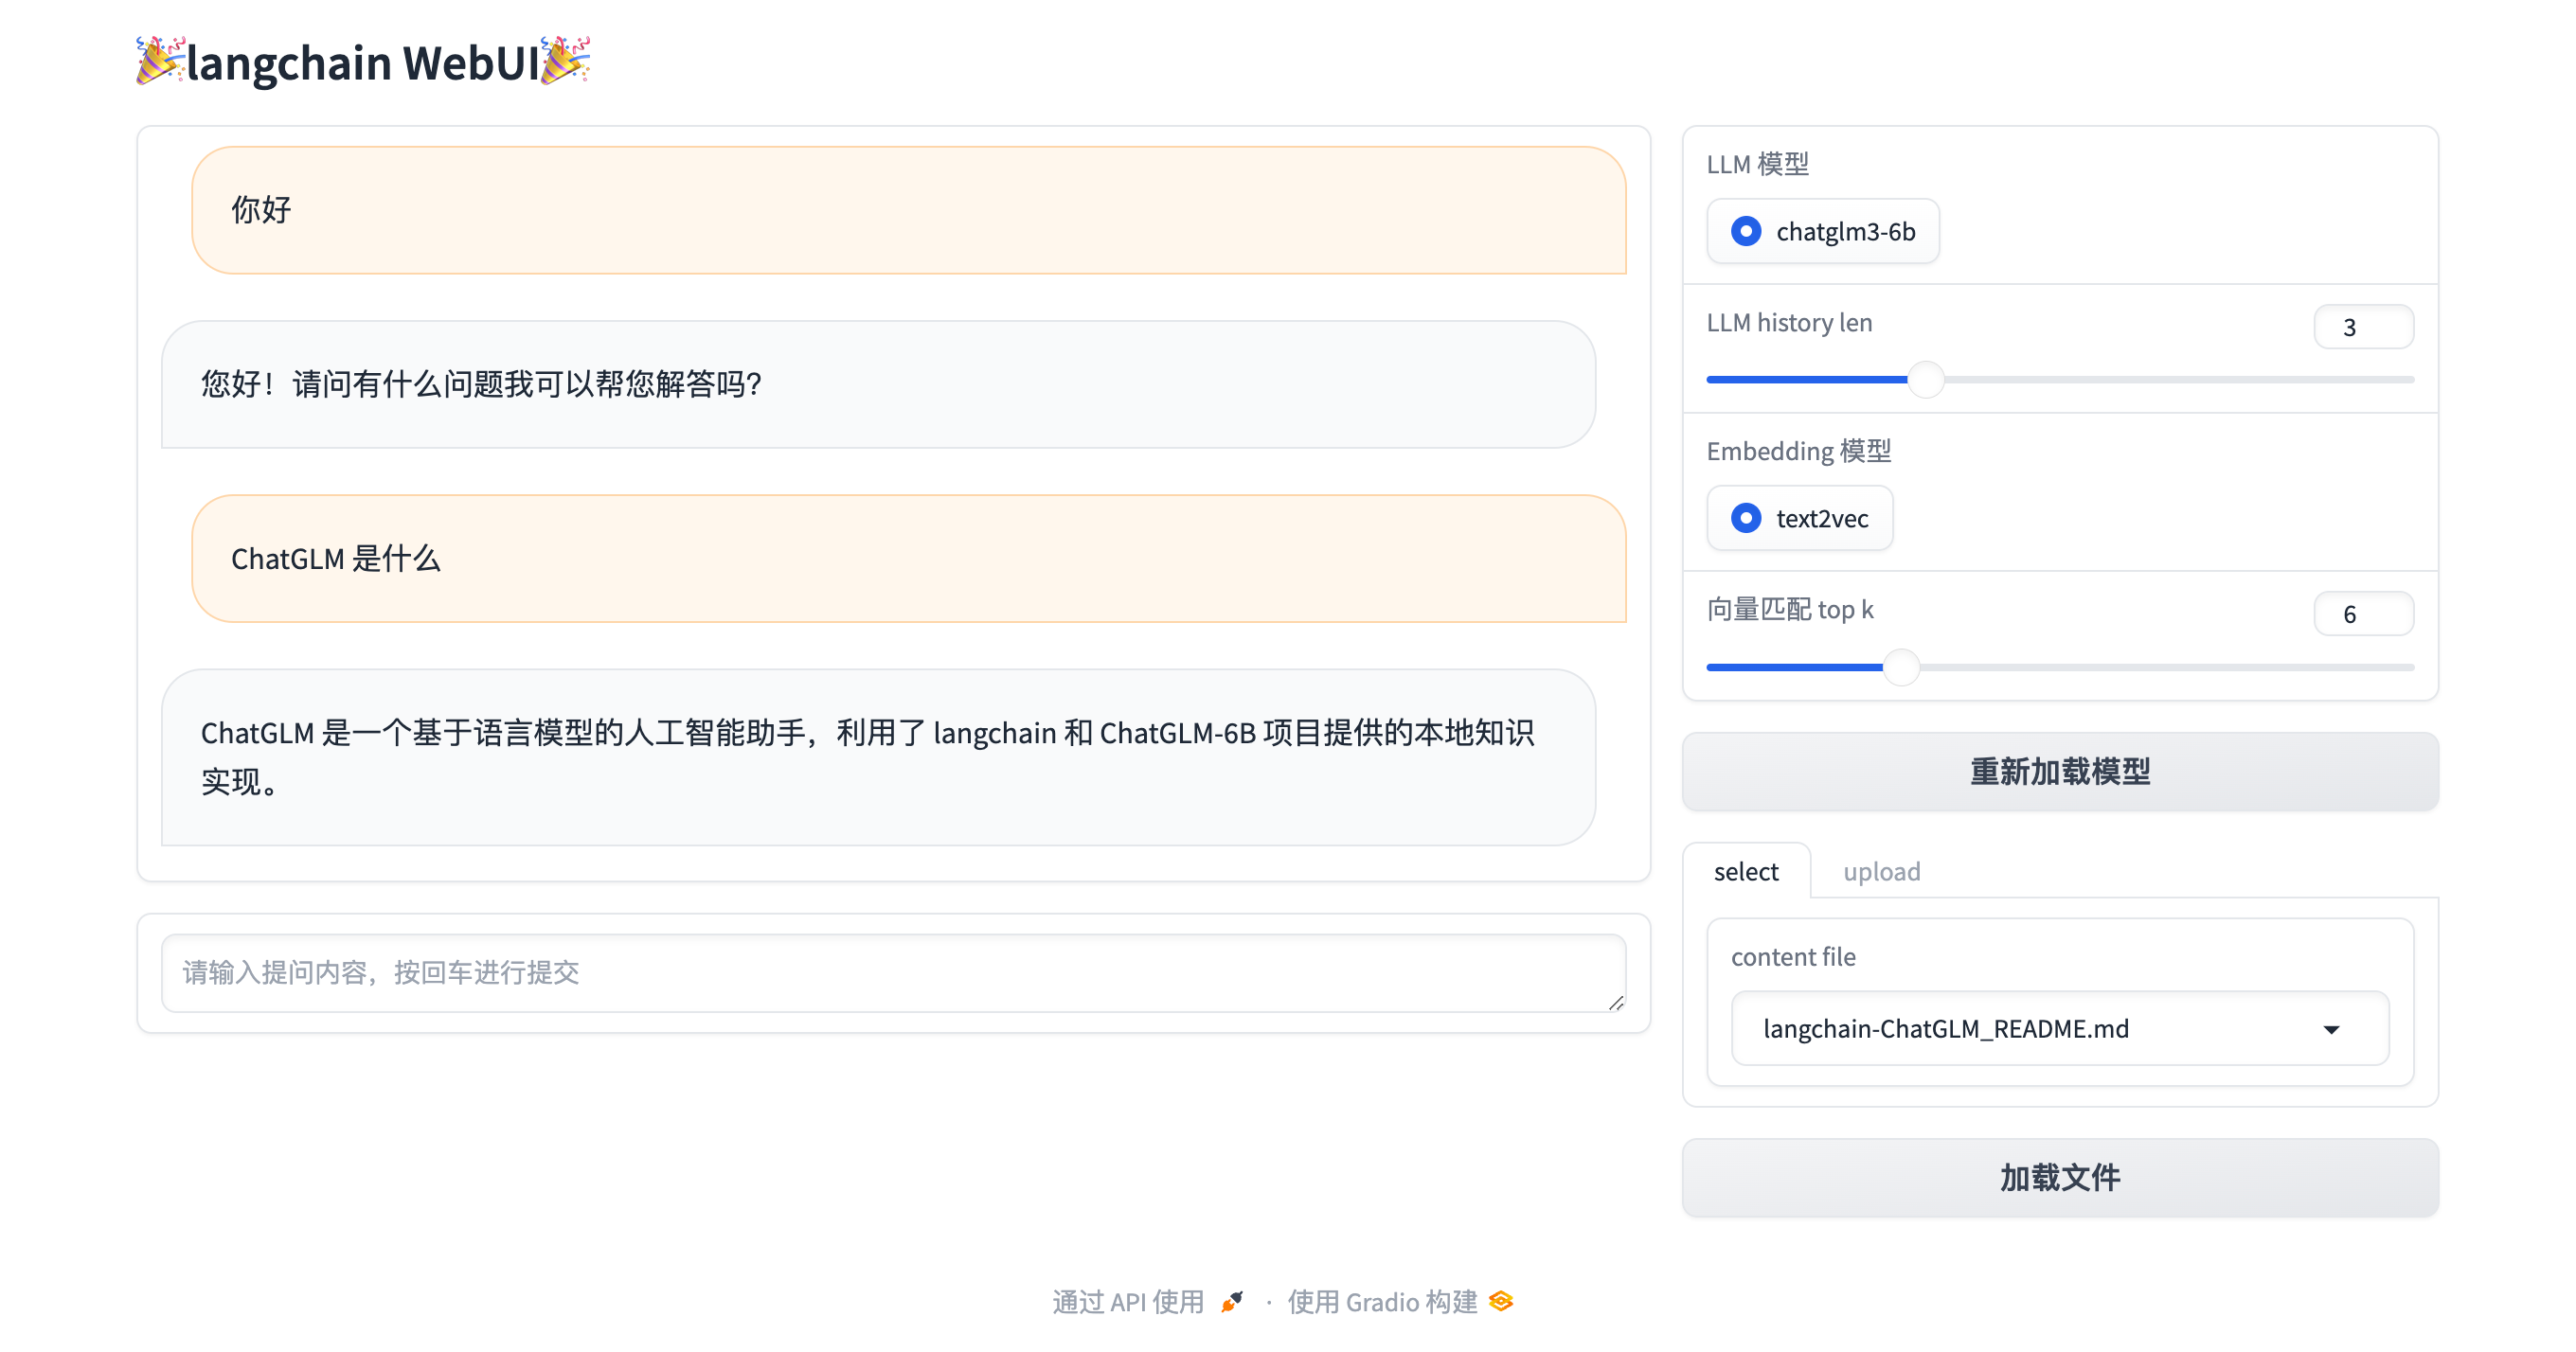 🎉langchain WebUI🎉
你好
您好！请问有什么问题我可以帮您解答吗？
ChatGLM 是什么
ChatGLM 是一个基于语言模型的人工智能助手，利用了 langchain 和 ChatGLM-6B 项目提供的本地知识
实现。
请输入提问内容，按回车进行提交
LLM 模型
chatglm3-6b
LLM history len
3
Embedding 模型
text2vec
向量匹配 top k
6
重新加载模型
select
upload
content file
langchain-ChatGLM_README.md
加载文件
通过 API 使用 · 使用 Gradio 构建